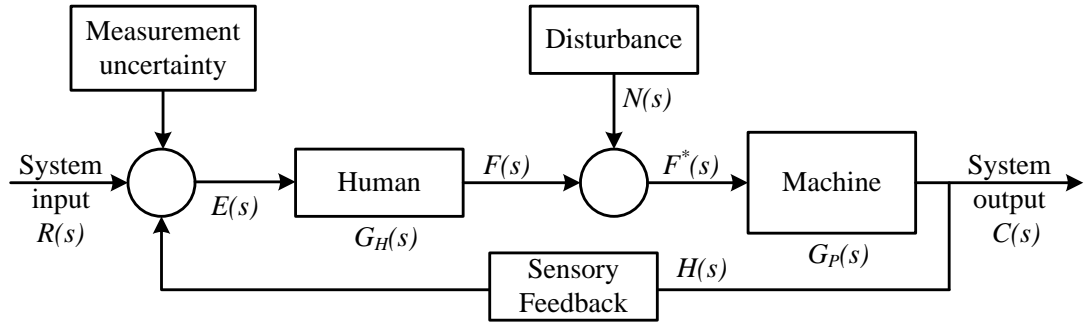 Measurement
uncertainty
Disturbance
N(s)
System
input
R(s)
E(s)
Human
G_H(s)
F(s)
F*(s)
Machine
G_P(s)
System
output
C(s)
Sensory
Feedback
H(s)